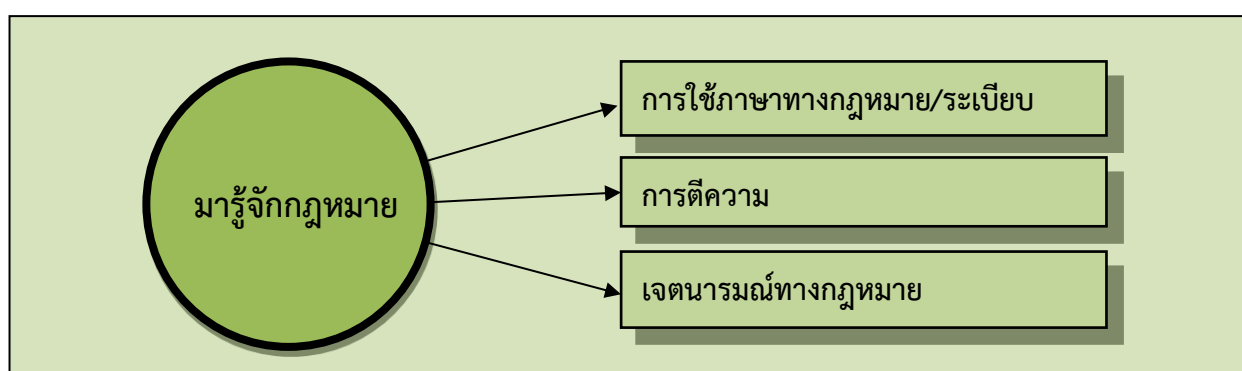 มารู้จักกฎหมาย
การใช้ภาษาทางกฎหมาย/ระเบียบ
การตีความ
เจตนารมณ์ทางกฎหมาย